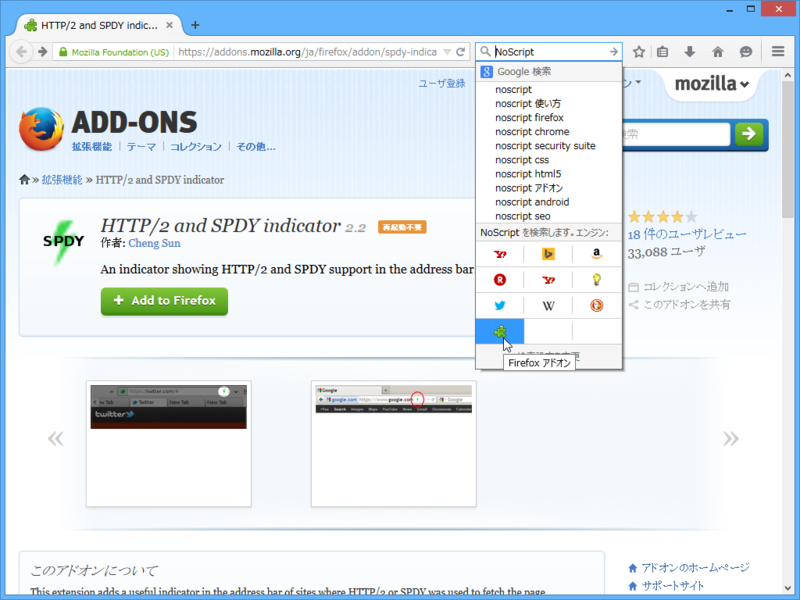 HTTP/2 and SPDY indic...
Mozilla Foundation (US)
https://addons.mozilla.org/ja/firefox/addon/spdy-indica
NoScript
Google 検索
noscript
noscript 使い方
noscript firefox
noscript chrome
noscript security suite
noscript css
noscript html5
noscript アドオン
noscript android
noscript seo
NoScript を検索します。エンジン:
Firefox アドオン
ユーザ登録
mozilla
ADD-ONS
拡張機能 | テーマ | コレクション | その他...
» 拡張機能 » HTTP/2 and SPDY indicator
SPDY
HTTP/2 and SPDY indicator 2.2 再起動不要
作者: Cheng Sun
An indicator showing HTTP/2 and SPDY support in the address bar
+ Add to Firefox
18 件のユーザレビュー
33,088 ユーザ
コレクションへ追加
このアドオンを共有
このアドオンについて
This extension adds a useful indicator in the address bar of sites where HTTP/2 or SPDY was used to fetch the page.
アドオンのホームページ
サポートサイト